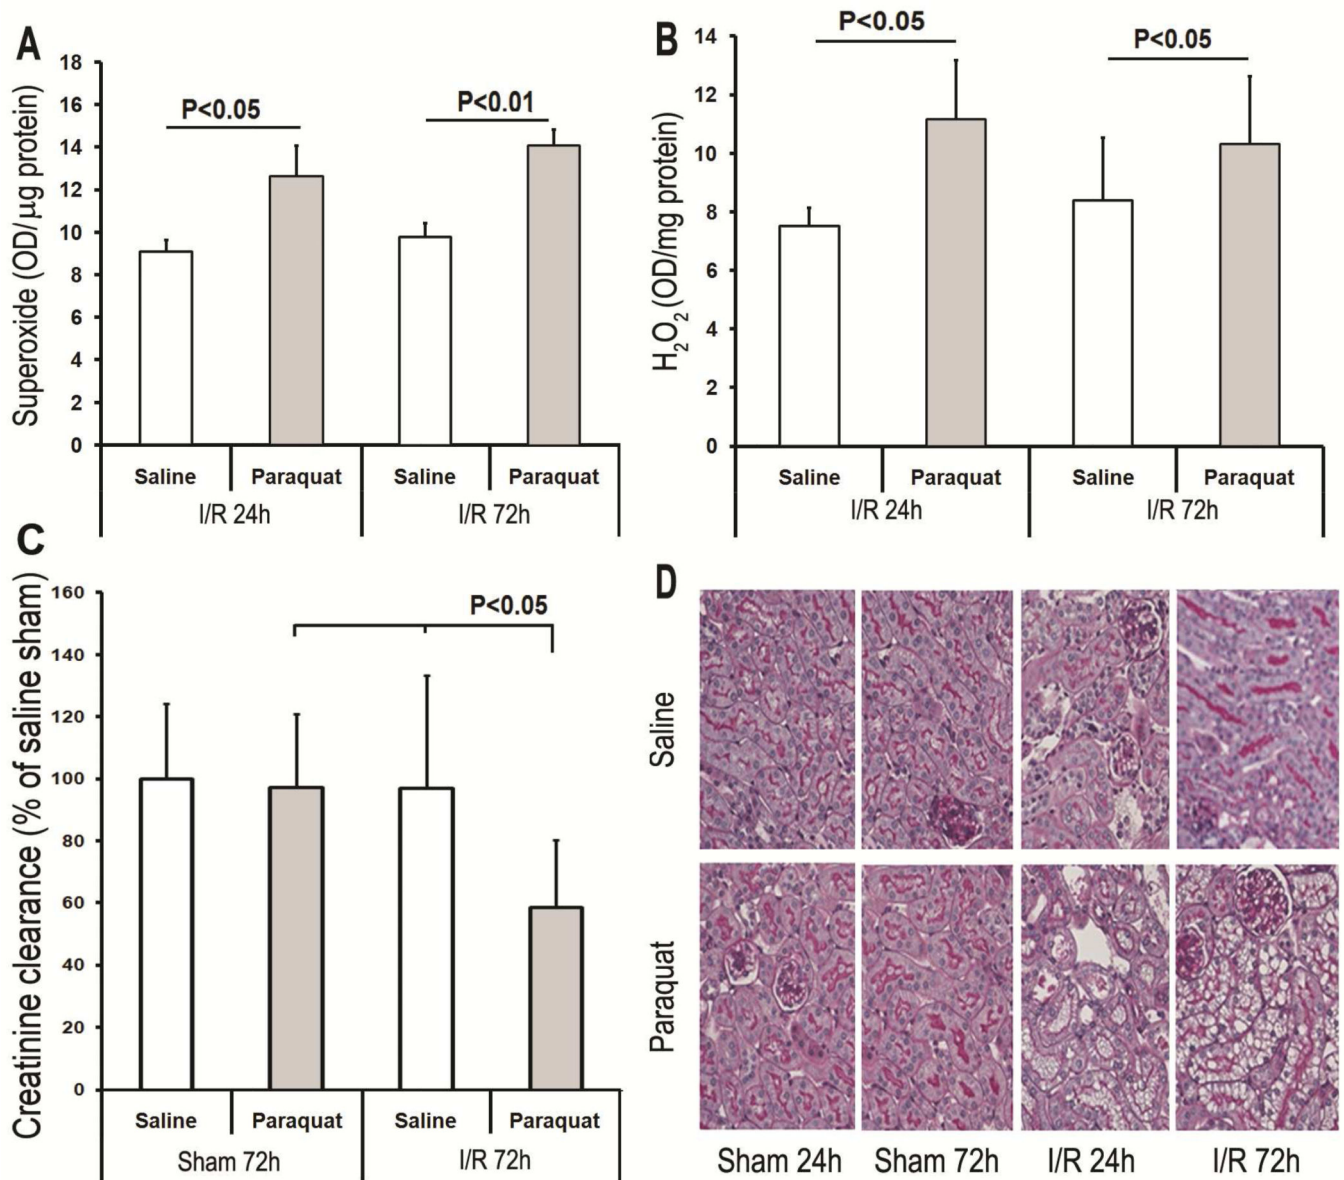 A
Superoxide (OD/µg protein)
18
16
14
12
10
8
6
4
2
0
P<0.05
P<0.01
Saline
Paraquat
Saline
Paraquat
I/R 24h
I/R 72h
B
H₂O₂ (OD/mg protein)
14
12
10
8
6
4
2
0
P<0.05
P<0.05
Saline
Paraquat
Saline
Paraquat
I/R 24h
I/R 72h
C
Creatinine clearance (% of saline sham)
160
140
120
100
80
60
40
20
0
P<0.05
Saline
Paraquat
Saline
Paraquat
Sham 72h
I/R 72h
D
Saline
Paraquat
Sham 24h
Sham 72h
I/R 24h
I/R 72h